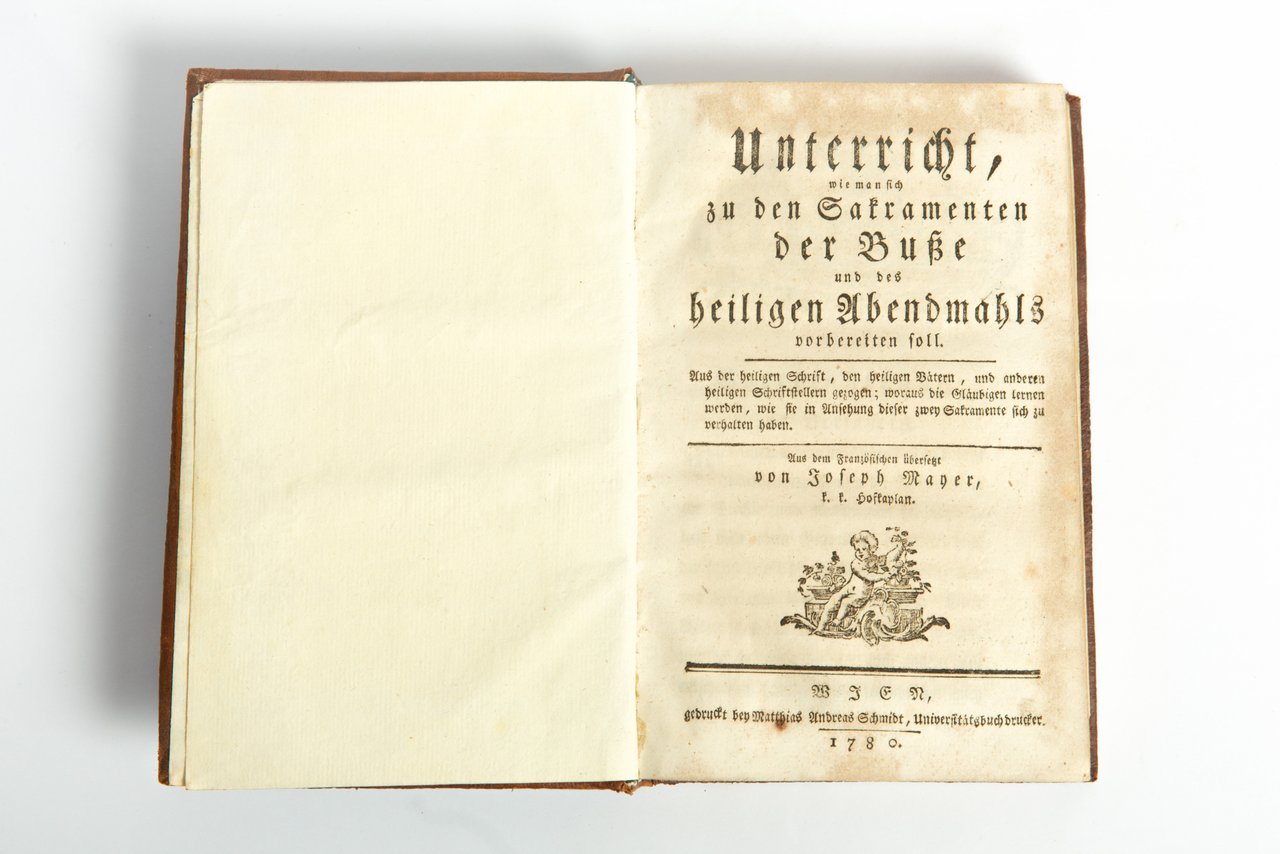 Unterricht,
wie man sich
zu den Sakramenten
der Buße
und des
heiligen Abendmahls
vorbereiten soll.
Aus der heiligen Schrift, den heiligen Vätern, und anderen
heiligen Schriftstellern gezogen; woraus die Gläubigen lernen
werden, wie sie in Ansehung dieser zwey Sakramente sich zu
verhalten haben.
Aus dem Französischen übersetzt
von Joseph Mayer,
k. k. Hofkaplan.
WIEN,
gedruckt bey Matthias Andreas Schmidt, Universitätsbuchdrucker.
1780.